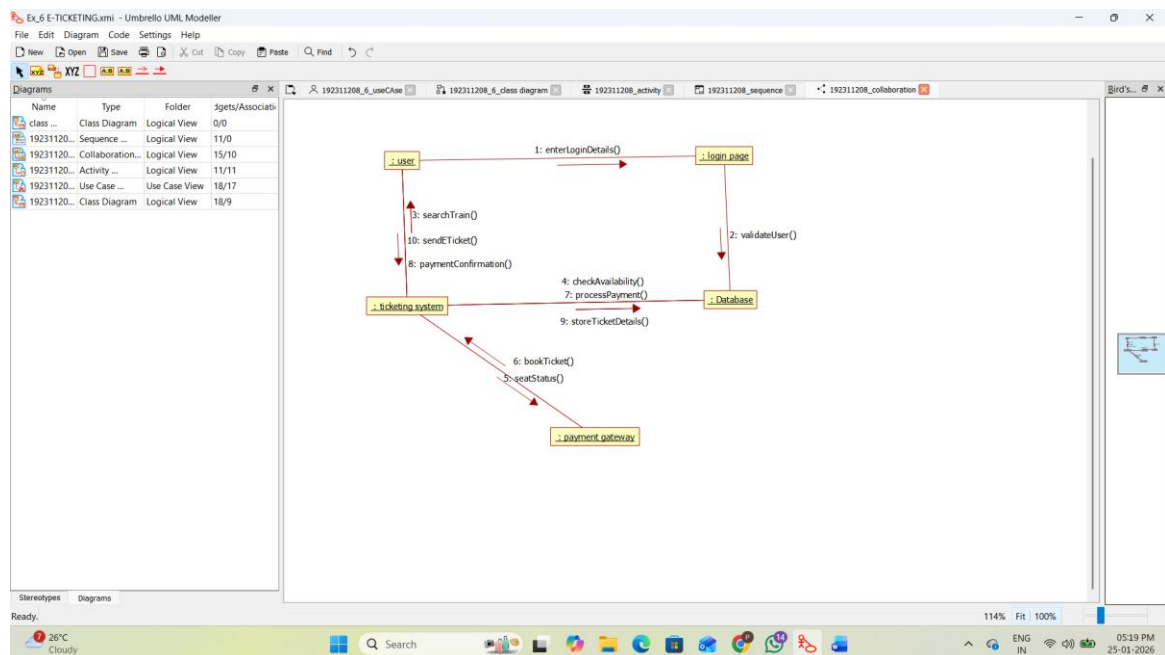 Ex_6 E-TICKETING.xmi - Umbrello UML Modeller
File Edit Diagram Code Settings Help
New Open Save Cut Copy Paste Find
XYZ XYZ A:B A:B
Diagrams
Name Type Folder dgets/Associati
class ... Class Diagram Logical View 0/0
19231120... Sequence ... Logical View 11/0
19231120... Collaboration... Logical View 15/10
19231120... Activity ... Logical View 11/11
19231120... Use Case ... Use Case View 18/17
19231120... Class Diagram Logical View 18/9
Stereotypes Diagrams
192311208_6_useCAse 192311208_6_class diagram 192311208_activity 192311208_sequence 192311208_collaboration
Bird's...
: user
1: enterLoginDetails()
: login page
3: searchTrain()
10: sendETicket()
8: paymentConfirmation()
2: validateUser()
4: checkAvailability()
7: processPayment()
: ticketing system
: Database
9: storeTicketDetails()
6: bookTicket()
5: seatStatus()
: payment gateway
Ready.
114% Fit 100%
7
26°C
Cloudy
Search
14
ENG
IN
05:19 PM
25-01-2026